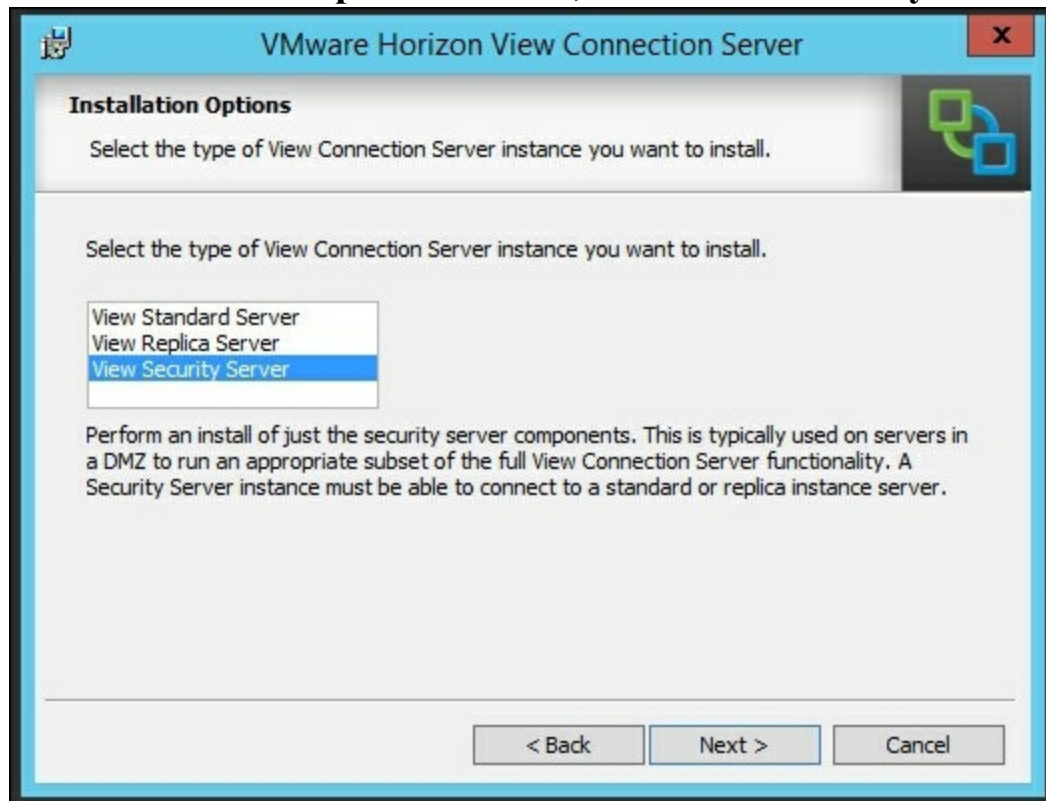 VMware Horizon View Connection Server
x
Installation Options
Select the type of View Connection Server instance you want to install.
Select the type of View Connection Server instance you want to install.
View Standard Server
View Replica Server
View Security Server
Perform an install of just the security server components. This is typically used on servers in
a DMZ to run an appropriate subset of the full View Connection Server functionality. A
Security Server instance must be able to connect to a standard or replica instance server.
< Back
Next >
Cancel